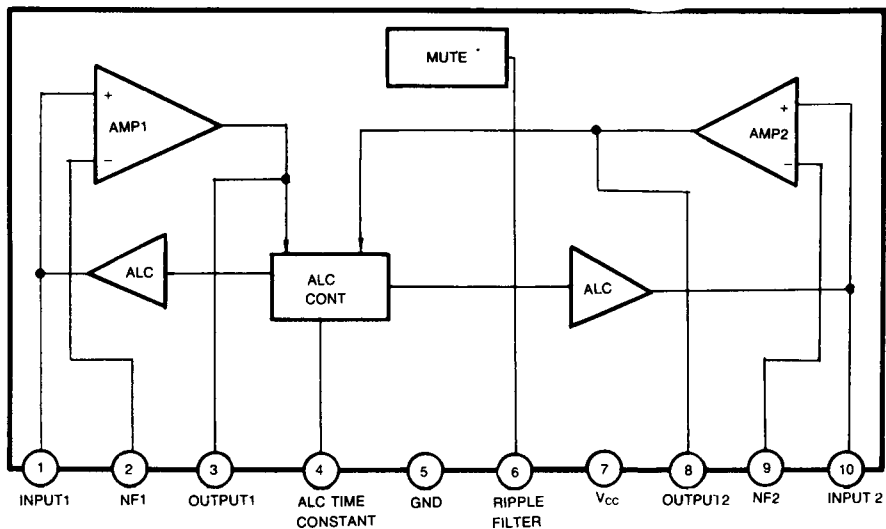 MUTE
+
AMP1
−
+
AMP2
−
ALC
ALC
CONT
ALC
1
2
3
4
5
6
7
8
9
10
INPUT1
NF1
OUTPUT1
ALC TIME
CONSTANT
GND
RIPPLE
FILTER
VCC
OUTPUT2
NF2
INPUT 2